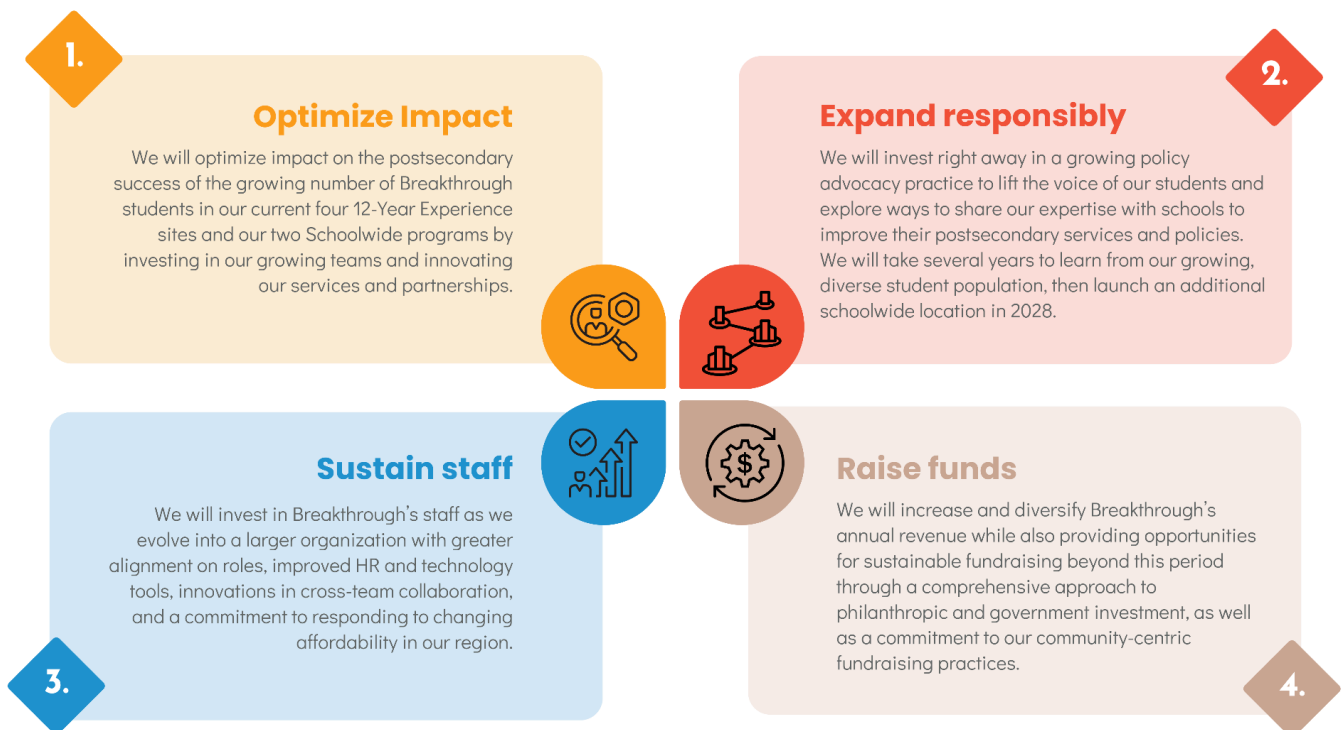 1.
Optimize Impact
We will optimize impact on the postsecondary
success of the growing number of Breakthrough
students in our current four 12-Year Experience
sites and our two Schoolwide programs by
investing in our growing teams and innovating
our services and partnerships.
2.
Expand responsibly
We will invest right away in a growing policy
advocacy practice to lift the voice of our students and
explore ways to share our expertise with schools to
improve their postsecondary services and policies.
We will take several years to learn from our growing,
diverse student population, then launch an additional
schoolwide location in 2028.
3.
Sustain staff
We will invest in Breakthrough’s staff as we
evolve into a larger organization with greater
alignment on roles, improved HR and technology
tools, innovations in cross-team collaboration,
and a commitment to responding to changing
affordability in our region.
4.
Raise funds
We will increase and diversify Breakthrough’s
annual revenue while also providing opportunities
for sustainable fundraising beyond this period
through a comprehensive approach to
philanthropic and government investment, as well
as a commitment to our community-centric
fundraising practices.
$